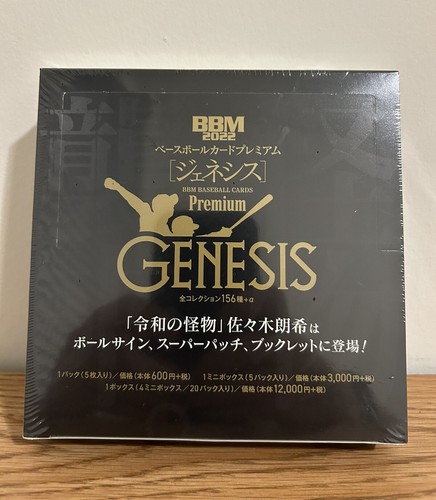 BBM
2022
ベースボールカードプレミアム
[ジェネシス]
BBM BASEBALL CARDS
Premium
GENESIS
全コレクション156種+α
「令和の怪物」佐々木朗希は
ボールサイン、スーパーパッチ、ブックレットに登場!
1パック(5枚入り)/価格(本体600円+税) 1ミニボックス(5パック入り)/価格(本体3,000円+税)
1ボックス(4ミニボックス/20パック入り)/価格(本体12,000円+税)